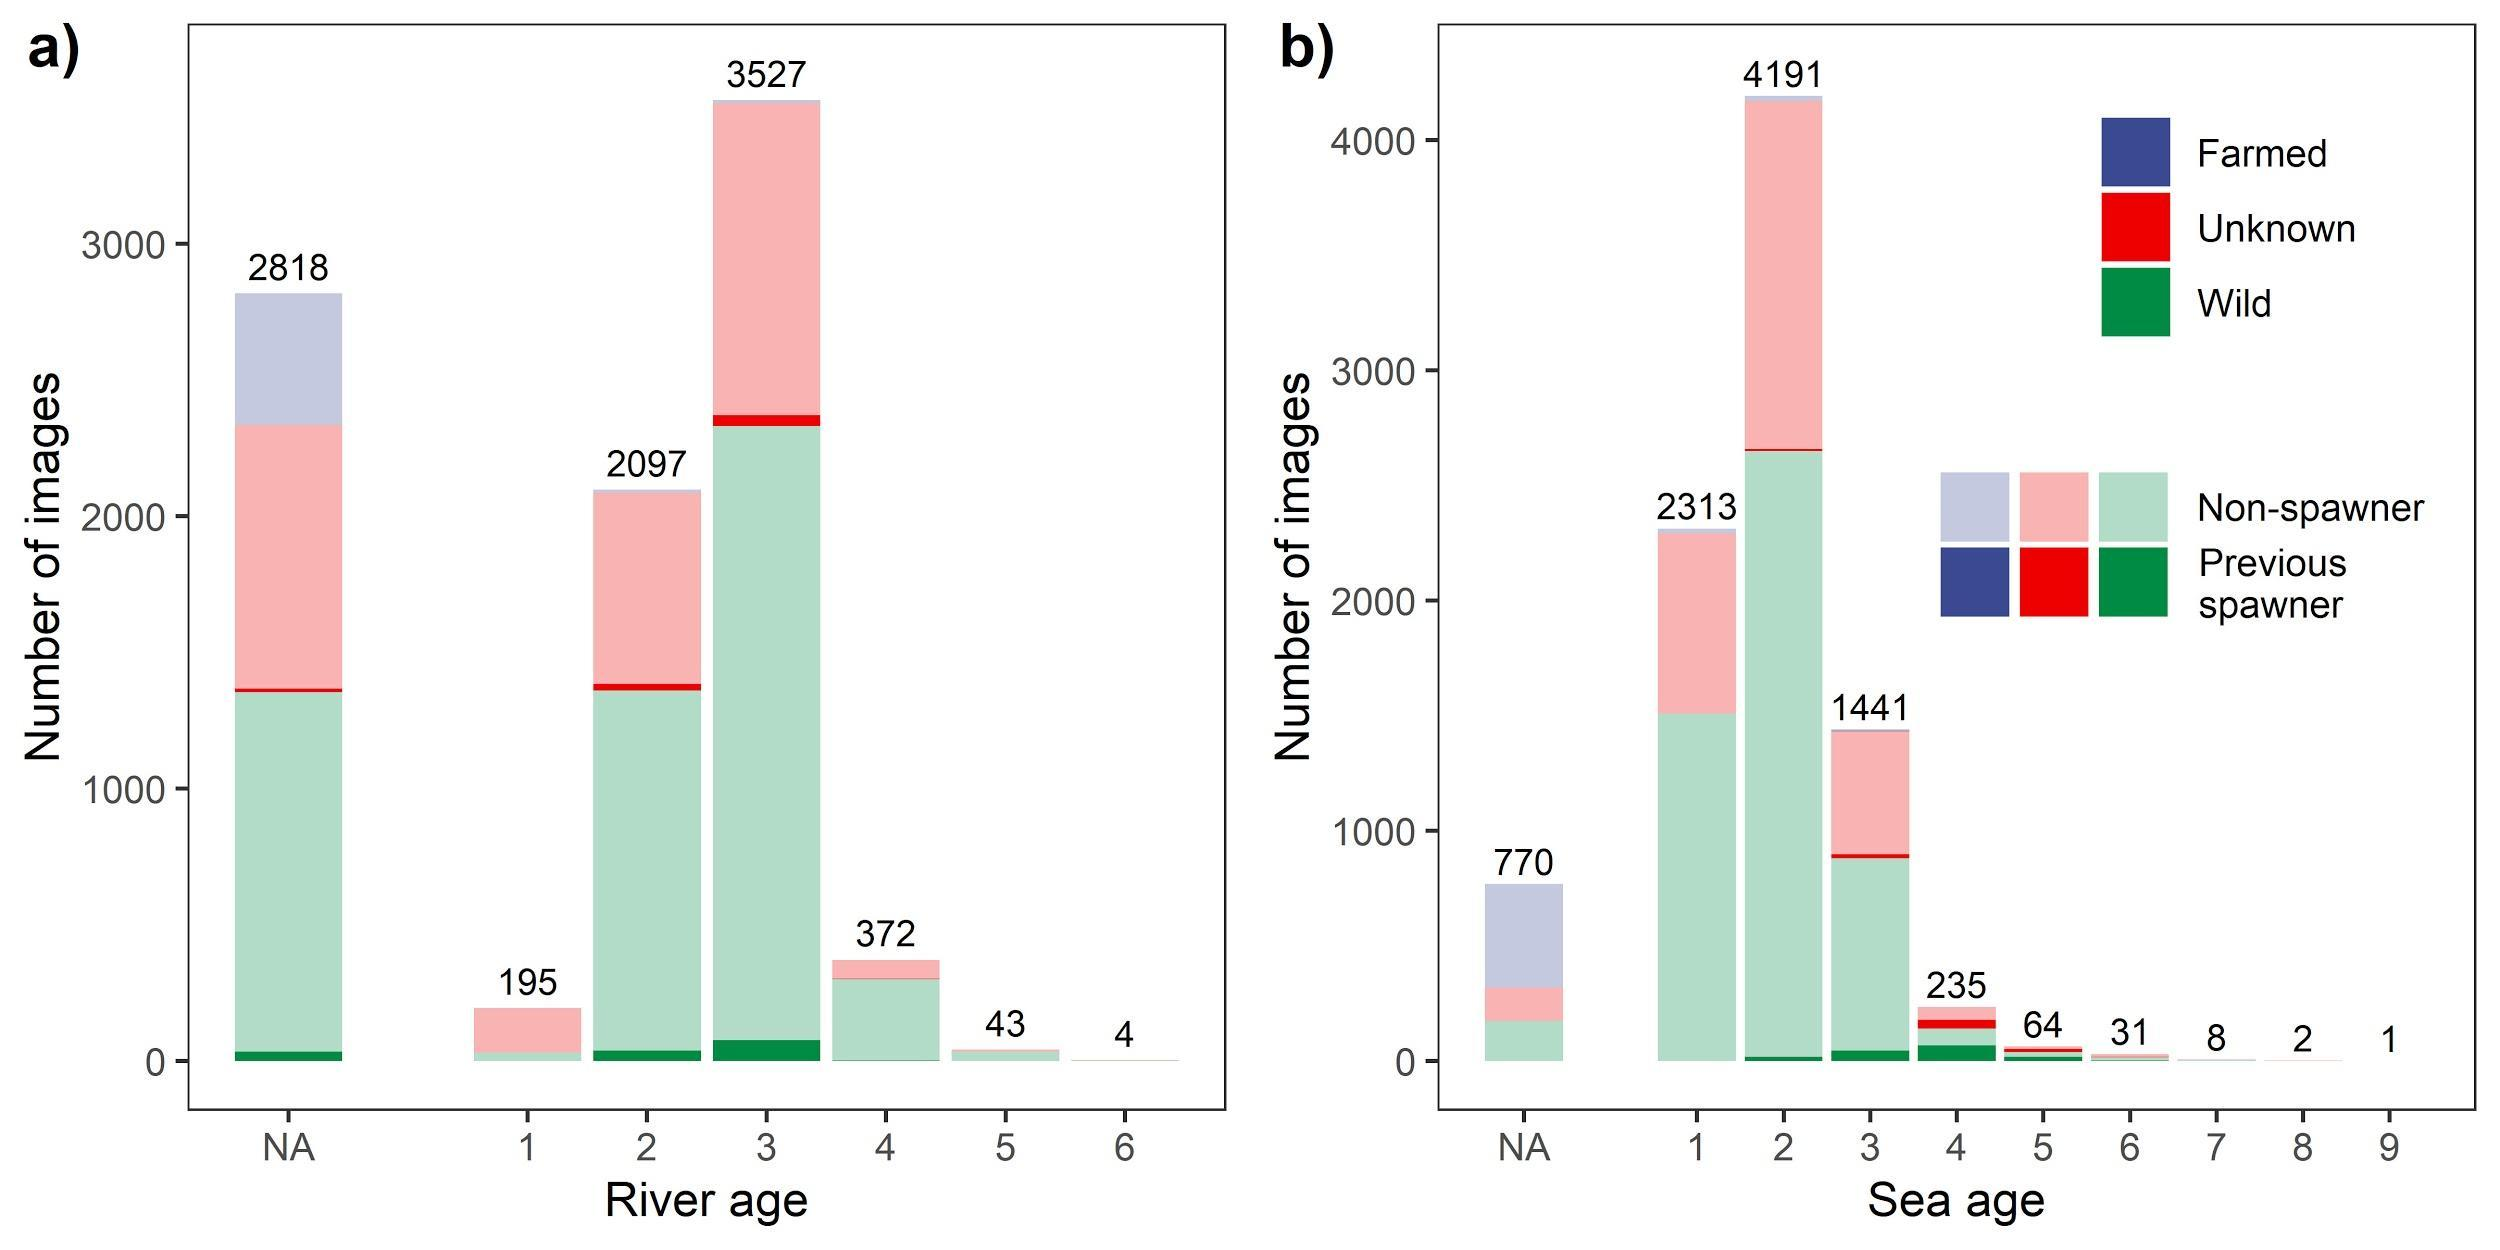 a)
Number of images
3000
2000
1000
0
2818
195
2097
3527
372
43
4
NA 1 2 3 4 5 6
River age
b)
Number of images
4000
3000
2000
1000
0
770
2313
4191
1441
235
64
31
8
2
1
NA 1 2 3 4 5 6 7 8 9
Sea age
Farmed
Unknown
Wild
Non-spawner
Previous
spawner